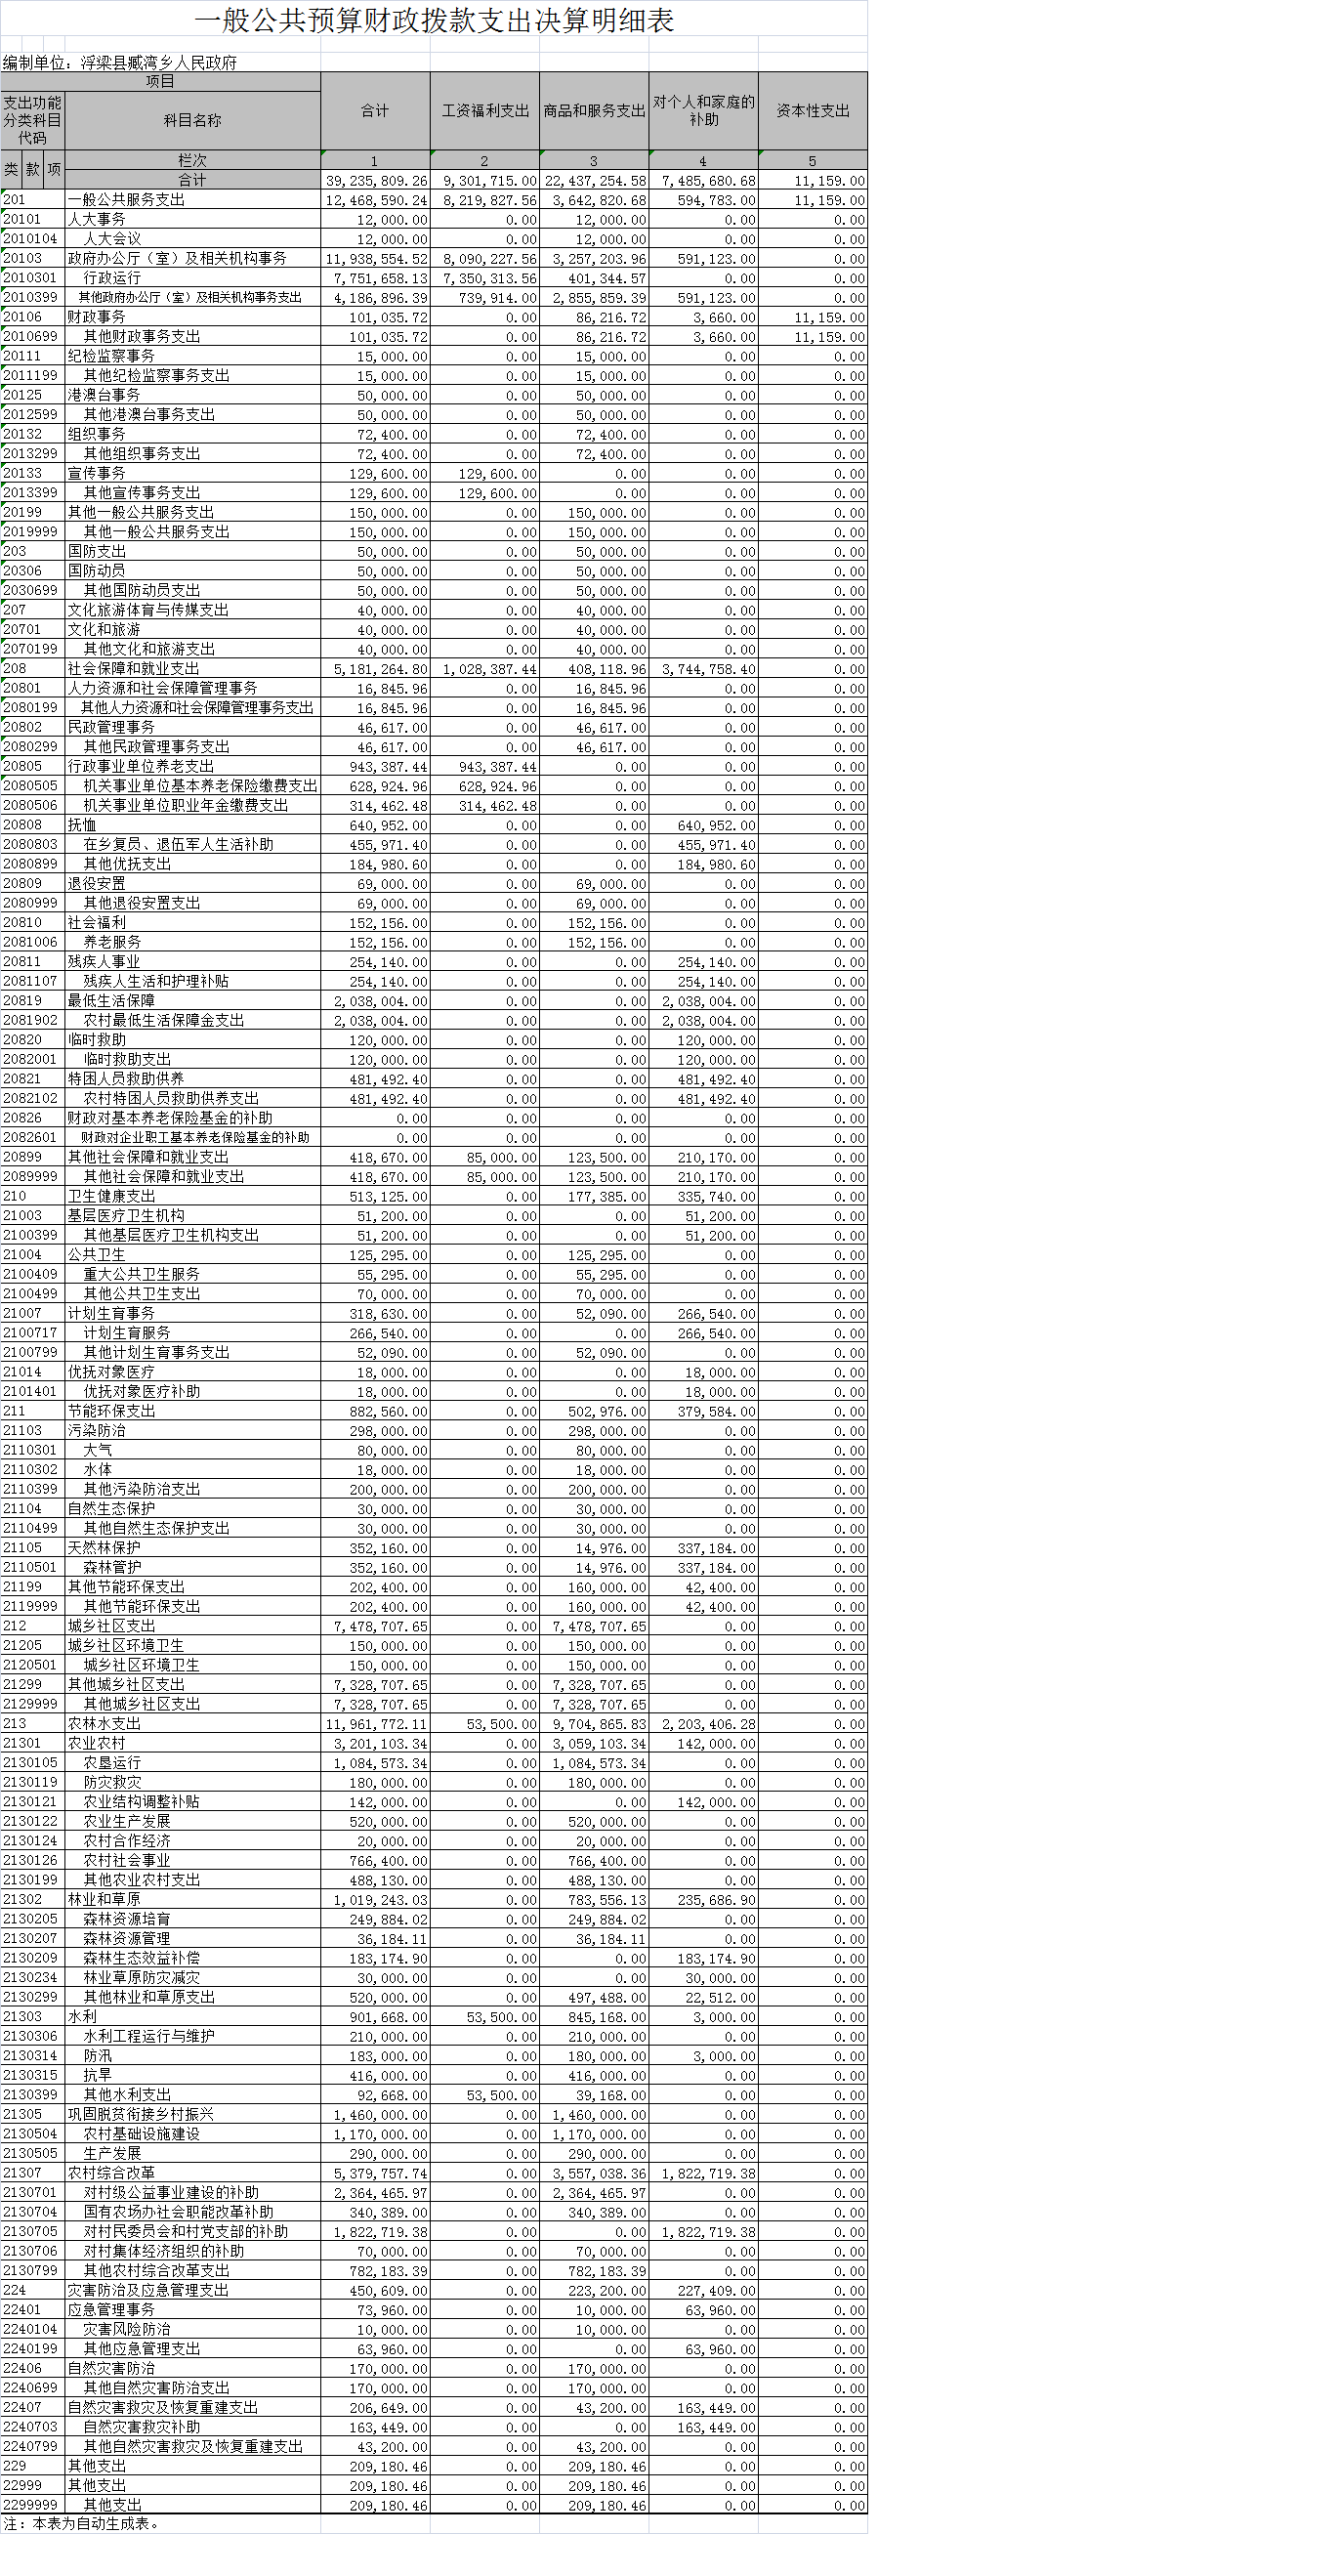 一般公共预算财政拨款支出决算明细表
编制单位：浮梁县臧湾乡人民政府
项目 合计 工资福利支出 商品和服务支出 对个人和家庭的补助 资本性支出
支出功能分类科目代码 科目名称
类 款 项 栏次 1 2 3 4 5
合计 39,235,809.26 9,301,715.00 22,437,254.58 7,485,680.68 11,159.00
201 一般公共服务支出 12,468,590.24 8,219,827.56 3,642,820.68 594,783.00 11,159.00
20101 人大事务 12,000.00 0.00 12,000.00 0.00 0.00
2010104 人大会议 12,000.00 0.00 12,000.00 0.00 0.00
20103 政府办公厅（室）及相关机构事务 11,938,554.52 8,090,227.56 3,257,203.96 591,123.00 0.00
2010301 行政运行 7,751,658.13 7,350,313.56 401,344.57 0.00 0.00
2010399 其他政府办公厅（室）及相关机构事务支出 4,186,896.39 739,914.00 2,855,859.39 591,123.00 0.00
20106 财政事务 101,035.72 0.00 86,216.72 3,660.00 11,159.00
2010699 其他财政事务支出 101,035.72 0.00 86,216.72 3,660.00 11,159.00
20111 纪检监察事务 15,000.00 0.00 15,000.00 0.00 0.00
2011199 其他纪检监察事务支出 15,000.00 0.00 15,000.00 0.00 0.00
20125 港澳台事务 50,000.00 0.00 50,000.00 0.00 0.00
2012599 其他港澳台事务支出 50,000.00 0.00 50,000.00 0.00 0.00
20132 组织事务 72,400.00 0.00 72,400.00 0.00 0.00
2013299 其他组织事务支出 72,400.00 0.00 72,400.00 0.00 0.00
20133 宣传事务 129,600.00 129,600.00 0.00 0.00 0.00
2013399 其他宣传事务支出 129,600.00 129,600.00 0.00 0.00 0.00
20199 其他一般公共服务支出 150,000.00 0.00 150,000.00 0.00 0.00
2019999 其他一般公共服务支出 150,000.00 0.00 150,000.00 0.00 0.00
203 国防支出 50,000.00 0.00 50,000.00 0.00 0.00
20306 国防动员 50,000.00 0.00 50,000.00 0.00 0.00
2030699 其他国防动员支出 50,000.00 0.00 50,000.00 0.00 0.00
207 文化旅游体育与传媒支出 40,000.00 0.00 40,000.00 0.00 0.00
20701 文化和旅游 40,000.00 0.00 40,000.00 0.00 0.00
2070199 其他文化和旅游支出 40,000.00 0.00 40,000.00 0.00 0.00
208 社会保障和就业支出 5,181,264.80 1,028,387.44 408,118.96 3,744,758.40 0.00
20801 人力资源和社会保障管理事务 16,845.96 0.00 16,845.96 0.00 0.00
2080199 其他人力资源和社会保障管理事务支出 16,845.96 0.00 16,845.96 0.00 0.00
20802 民政管理事务 46,617.00 0.00 46,617.00 0.00 0.00
2080299 其他民政管理事务支出 46,617.00 0.00 46,617.00 0.00 0.00
20805 行政事业单位养老支出 943,387.44 943,387.44 0.00 0.00 0.00
2080505 机关事业单位基本养老保险缴费支出 628,924.96 628,924.96 0.00 0.00 0.00
2080506 机关事业单位职业年金缴费支出 314,462.48 314,462.48 0.00 0.00 0.00
20808 抚恤 640,952.00 0.00 0.00 640,952.00 0.00
2080803 在乡复员、退伍军人生活补助 455,971.40 0.00 0.00 455,971.40 0.00
2080899 其他优抚支出 184,980.60 0.00 0.00 184,980.60 0.00
20809 退役安置 69,000.00 0.00 69,000.00 0.00 0.00
2080999 其他退役安置支出 69,000.00 0.00 69,000.00 0.00 0.00
20810 社会福利 152,156.00 0.00 152,156.00 0.00 0.00
2081006 养老服务 152,156.00 0.00 152,156.00 0.00 0.00
20811 残疾人事业 254,140.00 0.00 0.00 254,140.00 0.00
2081107 残疾人生活和护理补贴 254,140.00 0.00 0.00 254,140.00 0.00
20819 最低生活保障 2,038,004.00 0.00 0.00 2,038,004.00 0.00
2081902 农村最低生活保障金支出 2,038,004.00 0.00 0.00 2,038,004.00 0.00
20820 临时救助 120,000.00 0.00 0.00 120,000.00 0.00
2082001 临时救助支出 120,000.00 0.00 0.00 120,000.00 0.00
20821 特困人员救助供养 481,492.40 0.00 0.00 481,492.40 0.00
2082102 农村特困人员救助供养支出 481,492.40 0.00 0.00 481,492.40 0.00
20826 财政对基本养老保险基金的补助 0.00 0.00 0.00 0.00 0.00
2082601 财政对企业职工基本养老保险基金的补助 0.00 0.00 0.00 0.00 0.00
20899 其他社会保障和就业支出 418,670.00 85,000.00 123,500.00 210,170.00 0.00
2089999 其他社会保障和就业支出 418,670.00 85,000.00 123,500.00 210,170.00 0.00
210 卫生健康支出 513,125.00 0.00 177,385.00 335,740.00 0.00
21003 基层医疗卫生机构 51,200.00 0.00 0.00 51,200.00 0.00
2100399 其他基层医疗卫生机构支出 51,200.00 0.00 0.00 51,200.00 0.00
21004 公共卫生 125,295.00 0.00 125,295.00 0.00 0.00
2100409 重大公共卫生服务 55,295.00 0.00 55,295.00 0.00 0.00
2100499 其他公共卫生支出 70,000.00 0.00 70,000.00 0.00 0.00
21007 计划生育事务 318,630.00 0.00 52,090.00 266,540.00 0.00
2100717 计划生育服务 266,540.00 0.00 0.00 266,540.00 0.00
2100799 其他计划生育事务支出 52,090.00 0.00 52,090.00 0.00 0.00
21014 优抚对象医疗 18,000.00 0.00 0.00 18,000.00 0.00
2101401 优抚对象医疗补助 18,000.00 0.00 0.00 18,000.00 0.00
211 节能环保支出 882,560.00 0.00 502,976.00 379,584.00 0.00
21103 污染防治 298,000.00 0.00 298,000.00 0.00 0.00
2110301 大气 80,000.00 0.00 80,000.00 0.00 0.00
2110302 水体 18,000.00 0.00 18,000.00 0.00 0.00
2110399 其他污染防治支出 200,000.00 0.00 200,000.00 0.00 0.00
21104 自然生态保护 30,000.00 0.00 30,000.00 0.00 0.00
2110499 其他自然生态保护支出 30,000.00 0.00 30,000.00 0.00 0.00
21105 天然林保护 352,160.00 0.00 14,976.00 337,184.00 0.00
2110501 森林管护 352,160.00 0.00 14,976.00 337,184.00 0.00
21199 其他节能环保支出 202,400.00 0.00 160,000.00 42,400.00 0.00
2119999 其他节能环保支出 202,400.00 0.00 160,000.00 42,400.00 0.00
212 城乡社区支出 7,478,707.65 0.00 7,478,707.65 0.00 0.00
21205 城乡社区环境卫生 150,000.00 0.00 150,000.00 0.00 0.00
2120501 城乡社区环境卫生 150,000.00 0.00 150,000.00 0.00 0.00
21299 其他城乡社区支出 7,328,707.65 0.00 7,328,707.65 0.00 0.00
2129999 其他城乡社区支出 7,328,707.65 0.00 7,328,707.65 0.00 0.00
213 农林水支出 11,961,772.11 53,500.00 9,704,865.83 2,203,406.28 0.00
21301 农业农村 3,201,103.34 0.00 3,059,103.34 142,000.00 0.00
2130105 农垦运行 1,084,573.34 0.00 1,084,573.34 0.00 0.00
2130119 防灾救灾 180,000.00 0.00 180,000.00 0.00 0.00
2130121 农业结构调整补贴 142,000.00 0.00 0.00 142,000.00 0.00
2130122 农业生产发展 520,000.00 0.00 520,000.00 0.00 0.00
2130124 农村合作经济 20,000.00 0.00 20,000.00 0.00 0.00
2130126 农村社会事业 766,400.00 0.00 766,400.00 0.00 0.00
2130199 其他农业农村支出 488,130.00 0.00 488,130.00 0.00 0.00
21302 林业和草原 1,019,243.03 0.00 783,556.13 235,686.90 0.00
2130205 森林资源培育 249,884.02 0.00 249,884.02 0.00 0.00
2130207 森林资源管理 36,184.11 0.00 36,184.11 0.00 0.00
2130209 森林生态效益补偿 183,174.90 0.00 0.00 183,174.90 0.00
2130234 林业草原防灾减灾 30,000.00 0.00 0.00 30,000.00 0.00
2130299 其他林业和草原支出 520,000.00 0.00 497,488.00 22,512.00 0.00
21303 水利 901,668.00 53,500.00 845,168.00 3,000.00 0.00
2130306 水利工程运行与维护 210,000.00 0.00 210,000.00 0.00 0.00
2130314 防汛 183,000.00 0.00 180,000.00 3,000.00 0.00
2130315 抗旱 416,000.00 0.00 416,000.00 0.00 0.00
2130399 其他水利支出 92,668.00 53,500.00 39,168.00 0.00 0.00
21305 巩固脱贫衔接乡村振兴 1,460,000.00 0.00 1,460,000.00 0.00 0.00
2130504 农村基础设施建设 1,170,000.00 0.00 1,170,000.00 0.00 0.00
2130505 生产发展 290,000.00 0.00 290,000.00 0.00 0.00
21307 农村综合改革 5,379,757.74 0.00 3,557,038.36 1,822,719.38 0.00
2130701 对村级公益事业建设的补助 2,364,465.97 0.00 2,364,465.97 0.00 0.00
2130704 国有农场办社会职能改革补助 340,389.00 0.00 340,389.00 0.00 0.00
2130705 对村民委员会和村党支部的补助 1,822,719.38 0.00 0.00 1,822,719.38 0.00
2130706 对村集体经济组织的补助 70,000.00 0.00 70,000.00 0.00 0.00
2130799 其他农村综合改革支出 782,183.39 0.00 782,183.39 0.00 0.00
224 灾害防治及应急管理支出 450,609.00 0.00 223,200.00 227,409.00 0.00
22401 应急管理事务 73,960.00 0.00 10,000.00 63,960.00 0.00
2240104 灾害风险防治 10,000.00 0.00 10,000.00 0.00 0.00
2240199 其他应急管理支出 63,960.00 0.00 0.00 63,960.00 0.00
22406 自然灾害防治 170,000.00 0.00 170,000.00 0.00 0.00
2240699 其他自然灾害防治支出 170,000.00 0.00 170,000.00 0.00 0.00
22407 自然灾害救灾及恢复重建支出 206,649.00 0.00 43,200.00 163,449.00 0.00
2240703 自然灾害救灾补助 163,449.00 0.00 0.00 163,449.00 0.00
2240799 其他自然灾害救灾及恢复重建支出 43,200.00 0.00 43,200.00 0.00 0.00
229 其他支出 209,180.46 0.00 209,180.46 0.00 0.00
22999 其他支出 209,180.46 0.00 209,180.46 0.00 0.00
2299999 其他支出 209,180.46 0.00 209,180.46 0.00 0.00
注：本表为自动生成表。